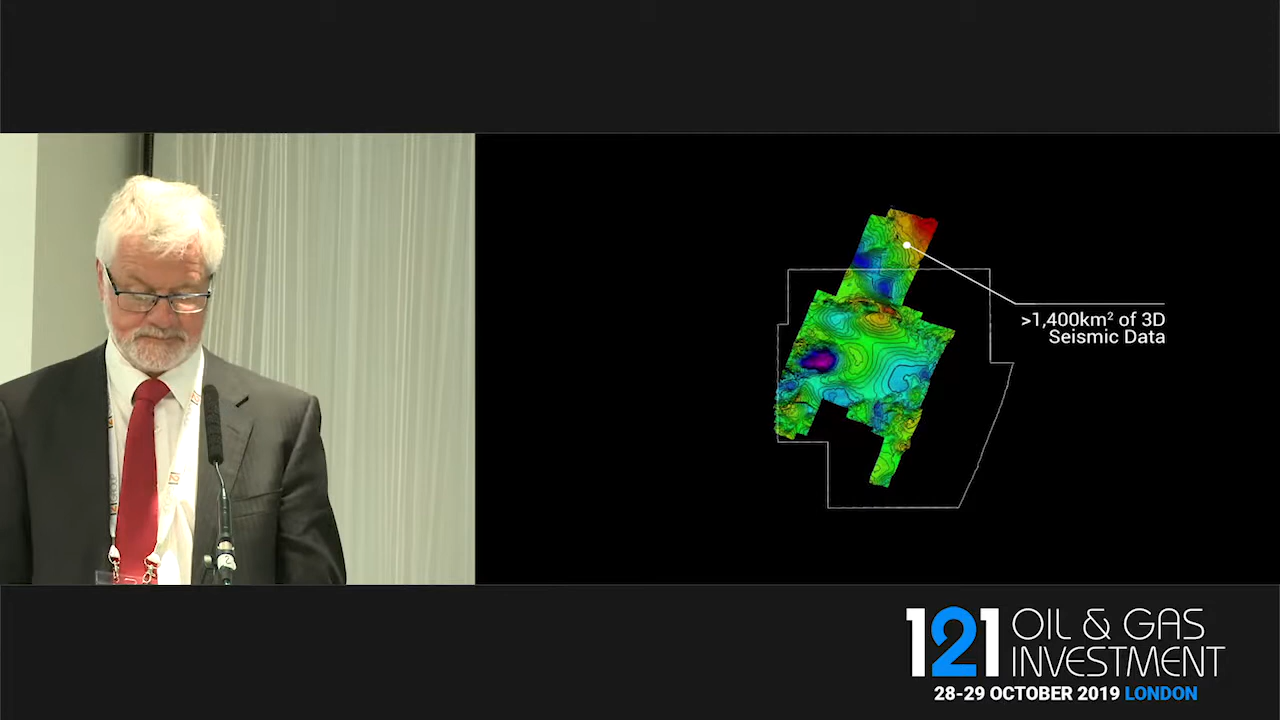 >1,400km² of 3D
Seismic Data
121 OIL & GAS
INVESTMENT
28-29 OCTOBER 2019 LONDON